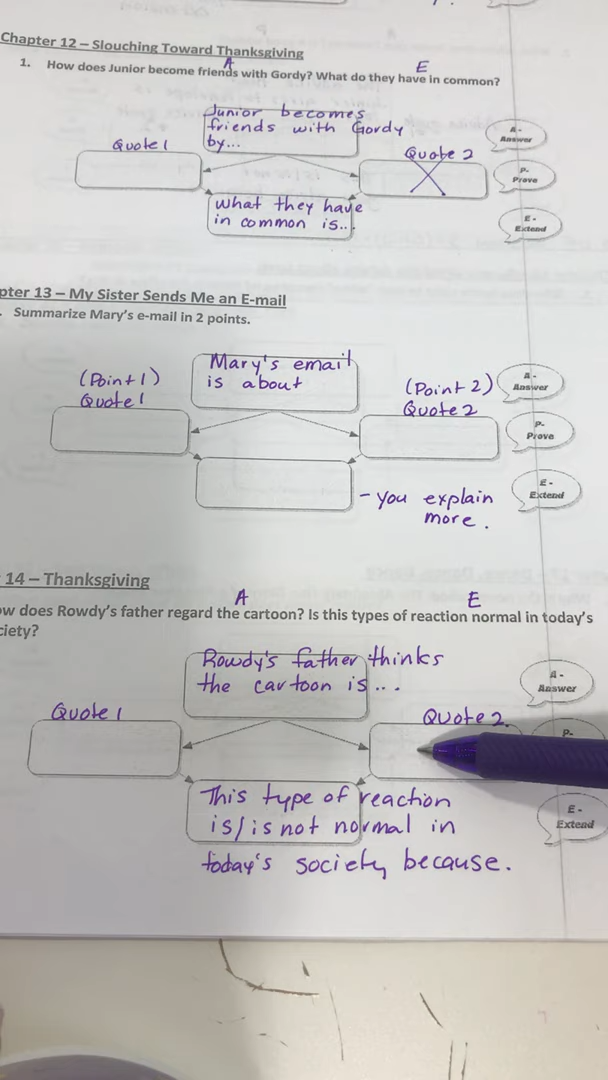 Chapter 12 – Slouching Toward Thanksgiving
A E
1. How does Junior become friends with Gordy? What do they have in common?
Junior becomes
friends with Gordy
by...
Quote 1
Quote 2
A-
Answer
P-
Prove
what they have
in common is...
E-
Extend
pter 13 – My Sister Sends Me an E-mail
Summarize Mary's e-mail in 2 points.
Mary's email
is about
(Point 1)
Quote 1
(Point 2)
Quote 2
A-
Answer
P-
Prove
E-
Extend
- you explain
more.
14 – Thanksgiving
A E
ow does Rowdy's father regard the cartoon? Is this types of reaction normal in today's
ciety?
Rowdy's father thinks
the cartoon is...
A-
Answer
Quote 1
Quote 2.
P-
This type of reaction
is/is not normal in
today's society because.
E-
Extend